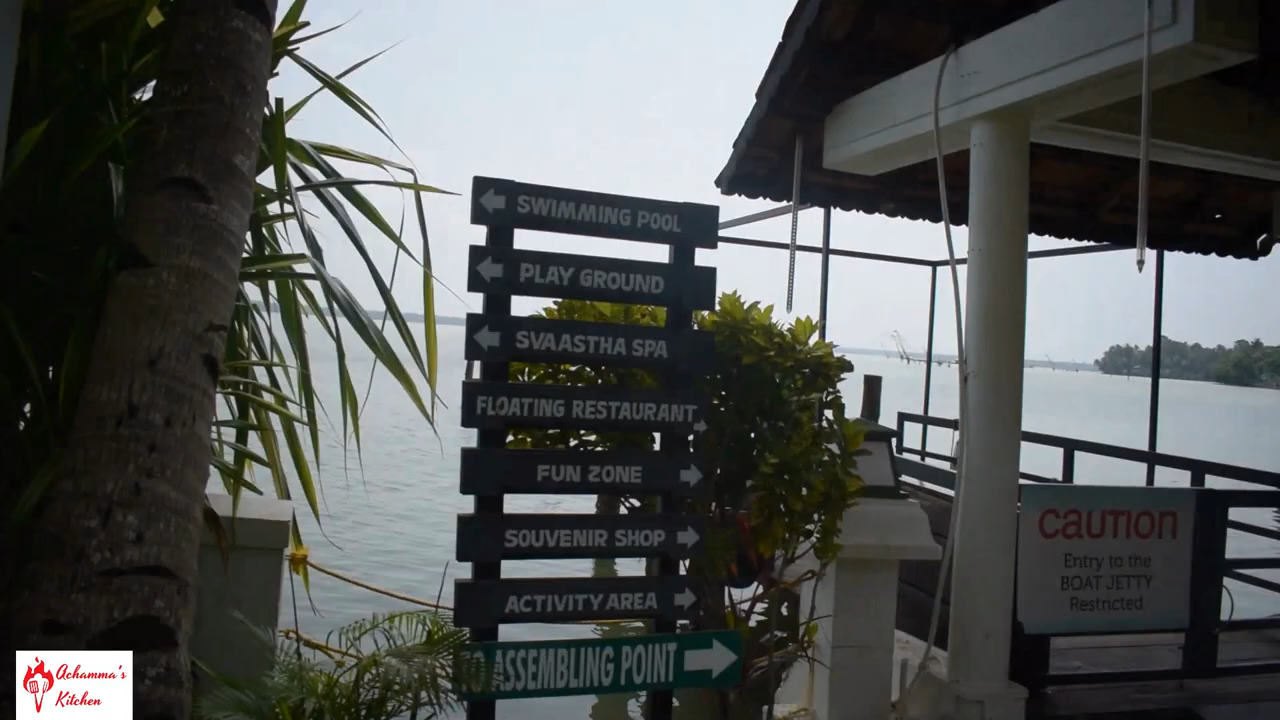 SWIMMING POOL
PLAY GROUND
SVAASTHA SPA
FLOATING RESTAURANT
FUN ZONE
SOUVENIR SHOP
ACTIVITY AREA
ASSEMBLING POINT
CAUTION
Entry to the
BOAT JETTY
Restricted
Achamma's
Kitchen